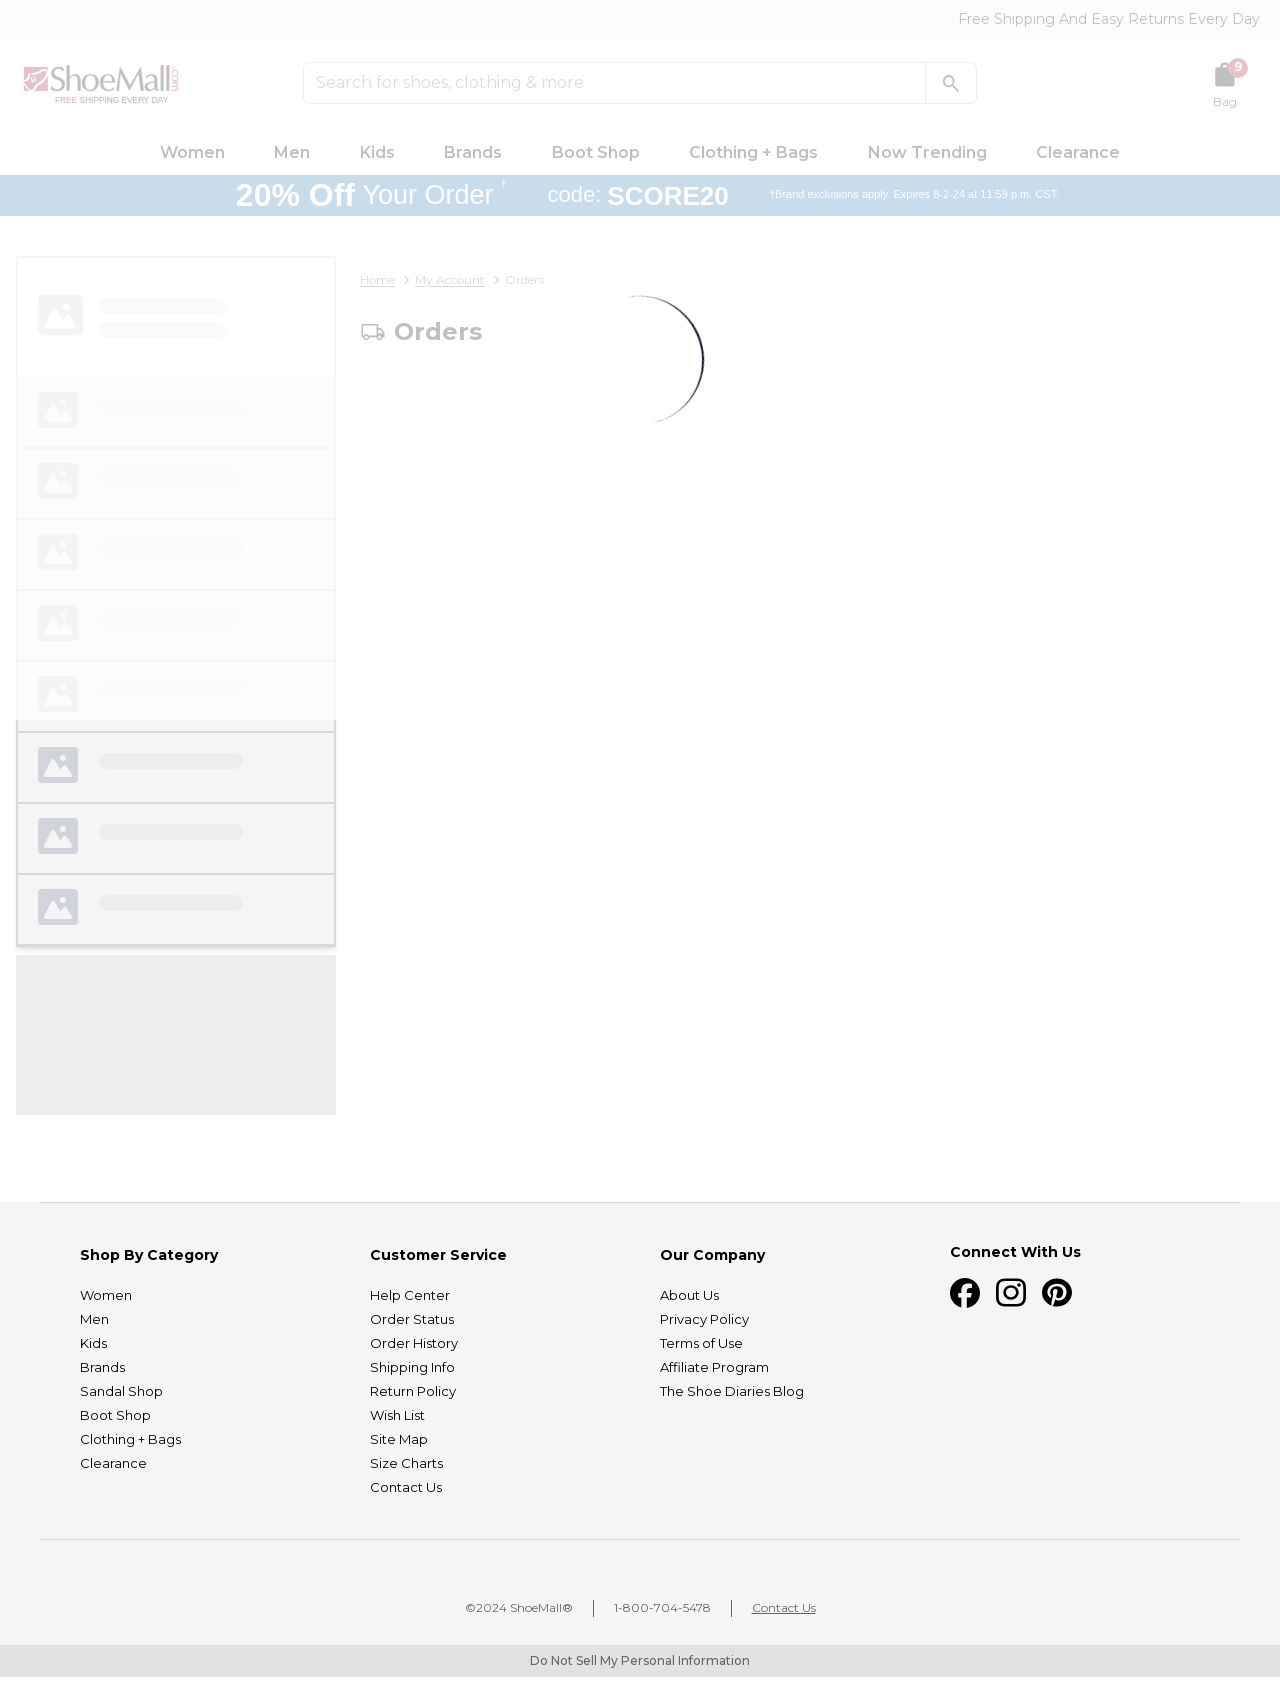 Free Shipping And Easy Returns Every Day
ShoeMall.com
FREE SHIPPING EVERY DAY
Search for shoes, clothing & more
9
Bag
Women Men Kids Brands Boot Shop Clothing + Bags Now Trending Clearance
20% Off Your Order † code: SCORE20 †Brand exclusions apply. Expires 8-2-24 at 11:59 p.m. CST.
Home > My Account > Orders
Orders
Shop By Category
Women
Men
Kids
Brands
Sandal Shop
Boot Shop
Clothing + Bags
Clearance
Customer Service
Help Center
Order Status
Order History
Shipping Info
Return Policy
Wish List
Site Map
Size Charts
Contact Us
Our Company
About Us
Privacy Policy
Terms of Use
Affiliate Program
The Shoe Diaries Blog
Connect With Us
©2024 ShoeMall® | 1-800-704-5478 | Contact Us
Do Not Sell My Personal Information